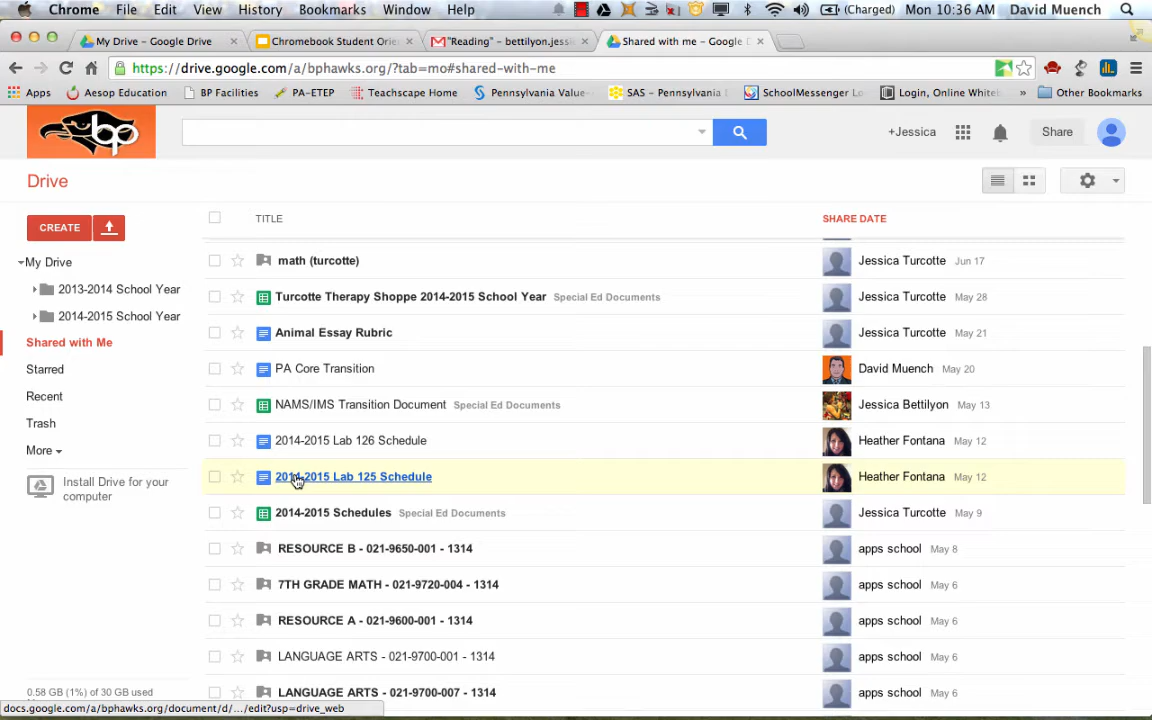 Chrome File Edit View History Bookmarks Window Help (Charged) Mon 10:36 AM David Muench
My Drive – Google Drive Chromebook Student Orie "Reading" – bettilyon.jessi Shared with me – Google D
https://drive.google.com/a/bphawks.org/?tab=mo#shared-with-me
Apps Aesop Education BP Facilities PA-ETEP Teachscape Home Pennsylvania Value- SAS – Pennsylvania SchoolMessenger Lo Login, Online White » Other Bookmarks
bp
+Jessica Share
Drive
CREATE
TITLE SHARE DATE
My Drive
2013-2014 School Year
2014-2015 School Year
Shared with Me
Starred
Recent
Trash
More
Install Drive for your
computer
math (turcotte) Jessica Turcotte Jun 17
Turcotte Therapy Shoppe 2014-2015 School Year Special Ed Documents Jessica Turcotte May 28
Animal Essay Rubric Jessica Turcotte May 21
PA Core Transition David Muench May 20
NAMS/IMS Transition Document Special Ed Documents Jessica Bettilyon May 13
2014-2015 Lab 126 Schedule Heather Fontana May 12
2014-2015 Lab 125 Schedule Heather Fontana May 12
2014-2015 Schedules Special Ed Documents Jessica Turcotte May 9
RESOURCE B - 021-9650-001 - 1314 apps school May 8
7TH GRADE MATH - 021-9720-004 - 1314 apps school May 6
RESOURCE A - 021-9600-001 - 1314 apps school May 6
LANGUAGE ARTS - 021-9700-001 - 1314 apps school May 6
LANGUAGE ARTS - 021-9700-007 - 1314 apps school May 6
0.58 GB (1%) of 30 GB used
docs.google.com/a/bphawks.org/document/d/.../edit?usp=drive_web